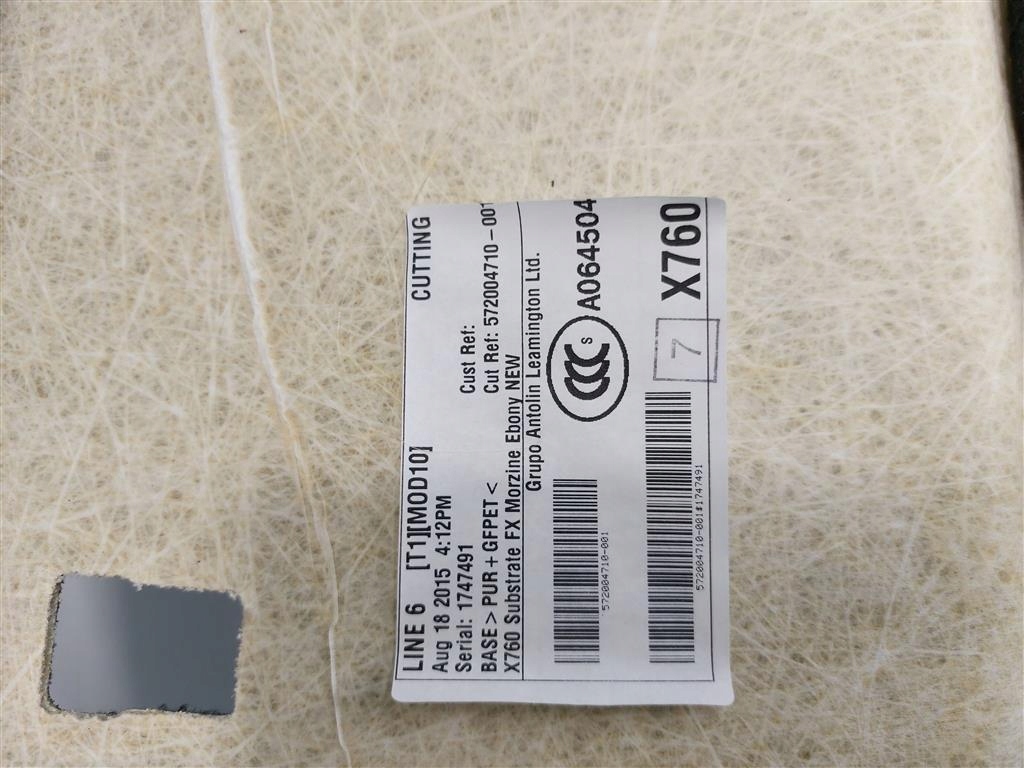 LINE 6 [T1][MOD10] CUTTING
Aug 18 2015 4:12PM
Serial: 1747491 Cust Ref:
BASE > PUR + GFPET < Cut Ref: 572004710-001
X760 Substrate FX Morzine Ebony NEW
Grupo Antolin Leamington Ltd.
CCC S A064504
572004710-001
7 X760
572004710-001#1747491